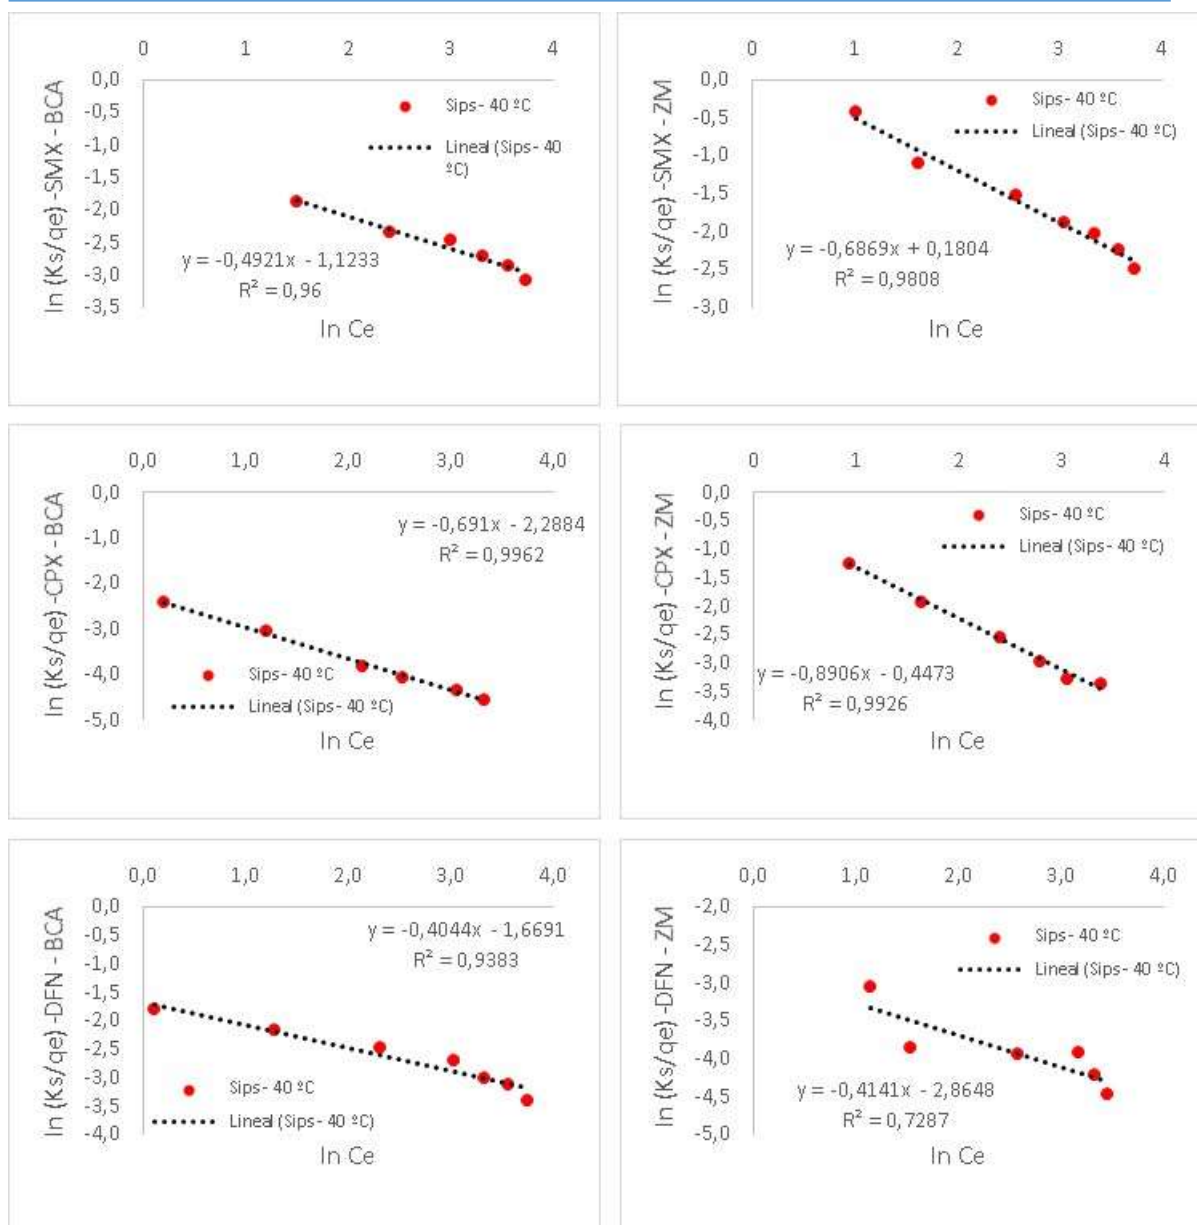 0 1 2 3 4
0,0
-0,5
-1,0
-1,5
-2,0
-2,5
-3,0
-3,5
ln (Ks/qe) -SMX - BCA
Sips- 40 ºC
Lineal (Sips- 40
ºC)
y = -0,4921x - 1,1233
R² = 0,96
ln Ce
0 1 2 3 4
0,0
-0,5
-1,0
-1,5
-2,0
-2,5
-3,0
ln (Ks/qe) -SMX - ZM
Sips- 40 ºC
Lineal (Sips- 40 ºC)
y = -0,6869x + 0,1804
R² = 0,9808
ln Ce
0,0 1,0 2,0 3,0 4,0
0,0
-1,0
-2,0
-3,0
-4,0
-5,0
ln (Ks/qe) -CPX - BCA
y = -0,691x - 2,2884
R² = 0,9962
Sips- 40 ºC
Lineal (Sips- 40 ºC)
ln Ce
0 1 2 3 4
0,0
-0,5
-1,0
-1,5
-2,0
-2,5
-3,0
-3,5
-4,0
ln (Ks/qe) -CPX - ZM
Sips- 40 ºC
Lineal (Sips- 40 ºC)
y = -0,8906x - 0,4473
R² = 0,9926
ln Ce
0,0 1,0 2,0 3,0 4,0
0,0
-0,5
-1,0
-1,5
-2,0
-2,5
-3,0
-3,5
-4,0
ln (Ks/qe) -DFN - BCA
y = -0,4044x - 1,6691
R² = 0,9383
Sips- 40 ºC
Lineal (Sips- 40 ºC)
ln Ce
0,0 1,0 2,0 3,0 4,0
-2,0
-2,5
-3,0
-3,5
-4,0
-4,5
-5,0
ln (Ks/qe) -DFN - ZM
Sips- 40 ºC
Lineal (Sips- 40 ºC)
y = -0,4141x - 2,8648
R² = 0,7287
ln Ce